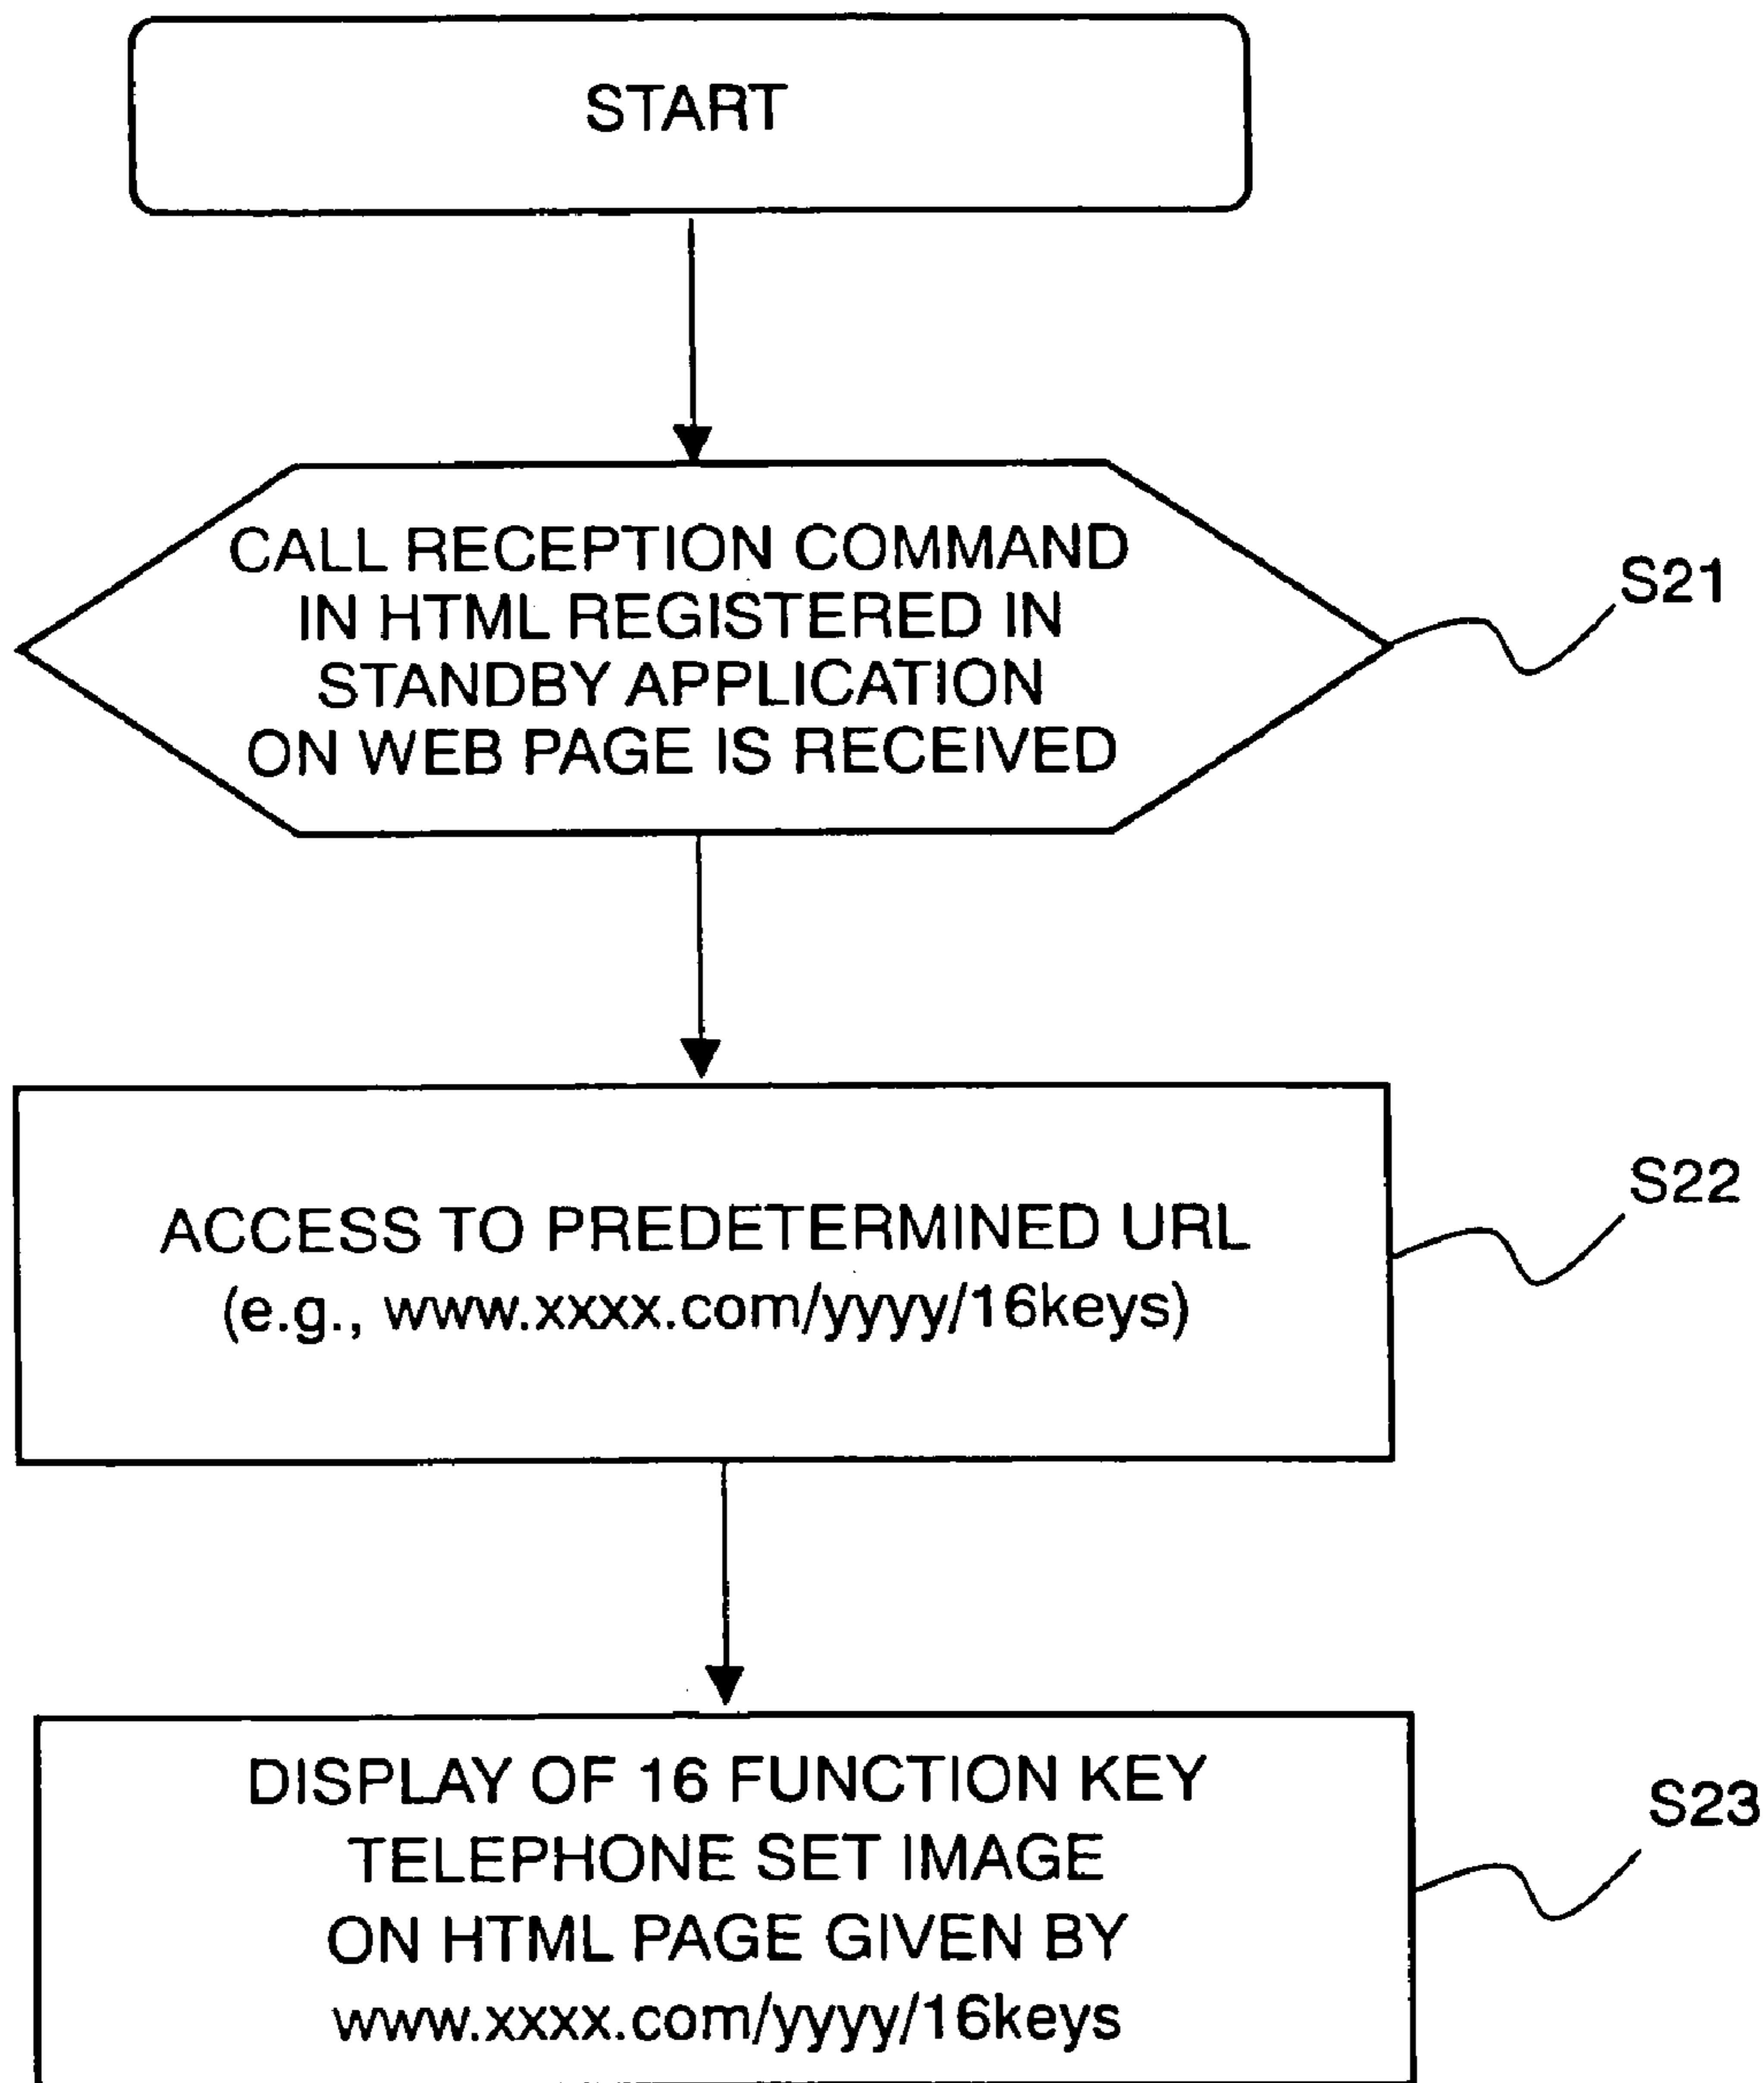 START
CALL RECEPTION COMMAND
IN HTML REGISTERED IN
STANDBY APPLICATION
ON WEB PAGE IS RECEIVED
S21
ACCESS TO PREDETERMINED URL
(e.g., www.xxxx.com/yyyy/16keys)
S22
DISPLAY OF 16 FUNCTION KEY
TELEPHONE SET IMAGE
ON HTML PAGE GIVEN BY
www.xxxx.com/yyyy/16keys
S23